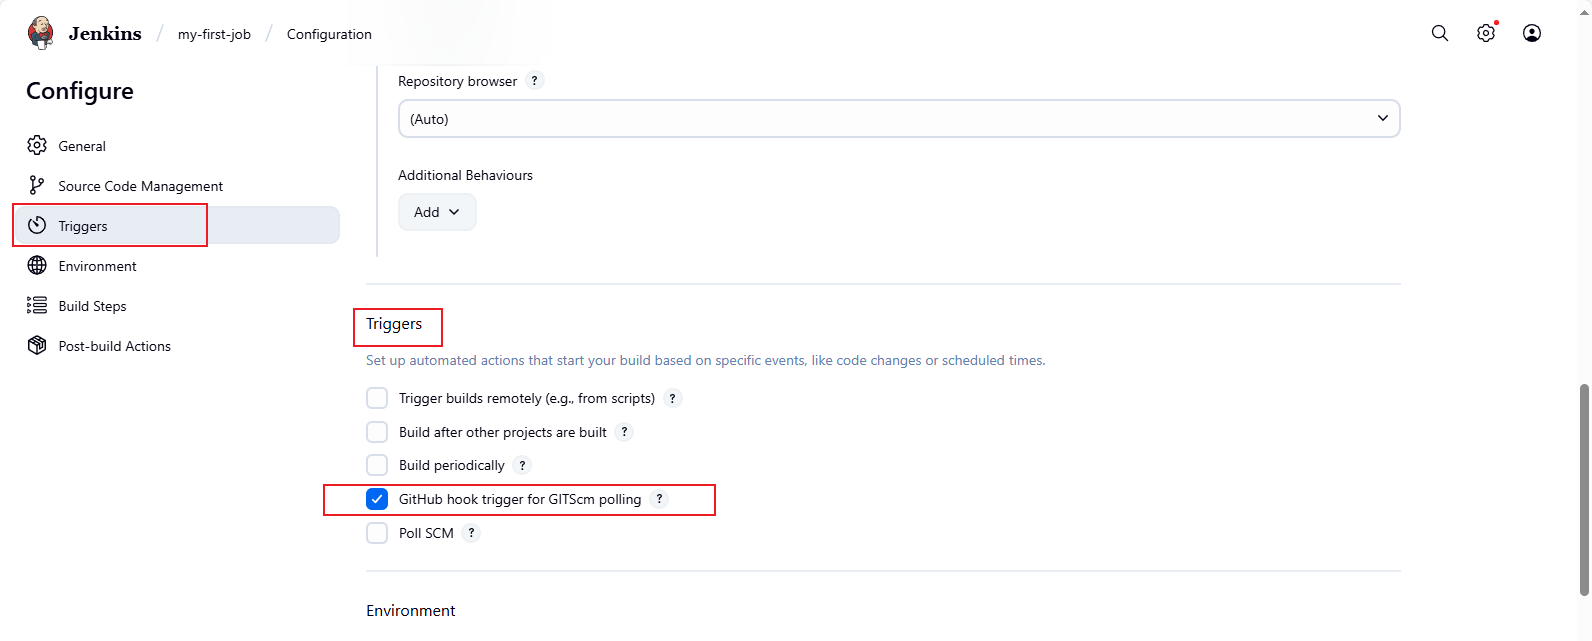 Jenkins / my-first-job / Configuration
Configure
General
Source Code Management
Triggers
Environment
Build Steps
Post-build Actions
Repository browser ?
(Auto)
Additional Behaviours
Add
Triggers
Set up automated actions that start your build based on specific events, like code changes or scheduled times.
Trigger builds remotely (e.g., from scripts) ?
Build after other projects are built ?
Build periodically ?
GitHub hook trigger for GITScm polling ?
Poll SCM ?
Environment